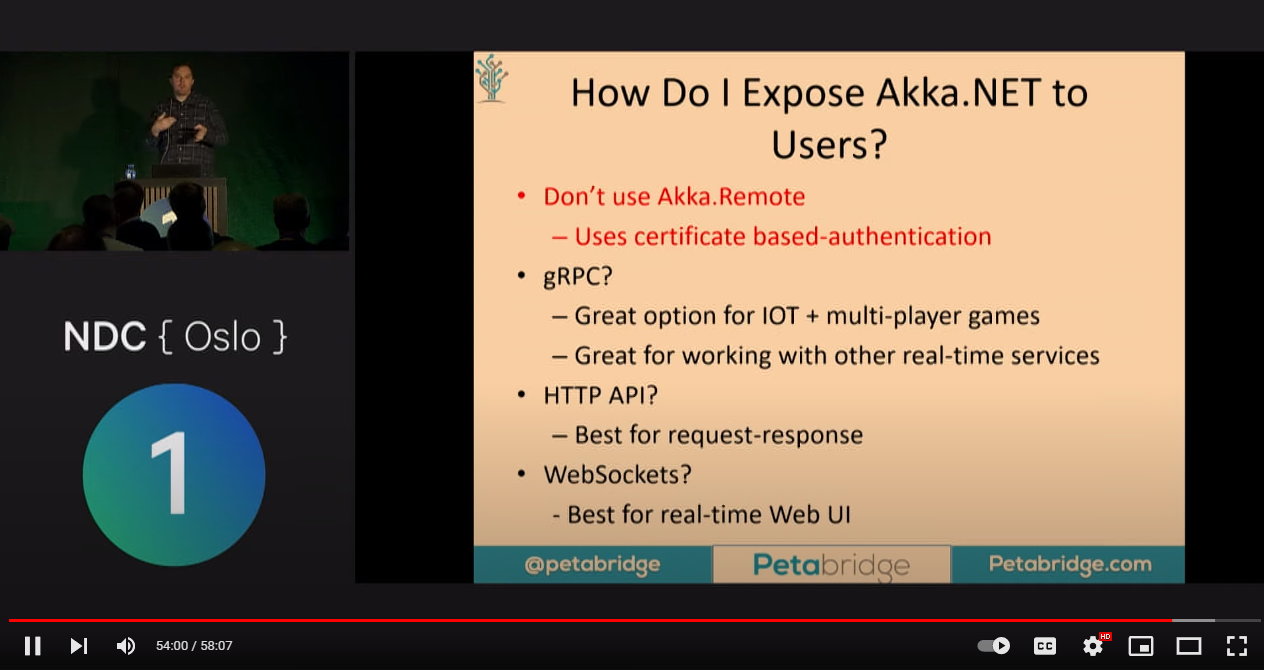 How Do I Expose Akka.NET to
Users?
• Don't use Akka.Remote
– Uses certificate based-authentication
• gRPC?
– Great option for IOT + multi-player games
– Great for working with other real-time services
• HTTP API?
– Best for request-response
• WebSockets?
- Best for real-time Web UI
@petabridge
Petabridge
Petabridge.com
NDC { Oslo }
1
54:00 / 58:07
CC
HD